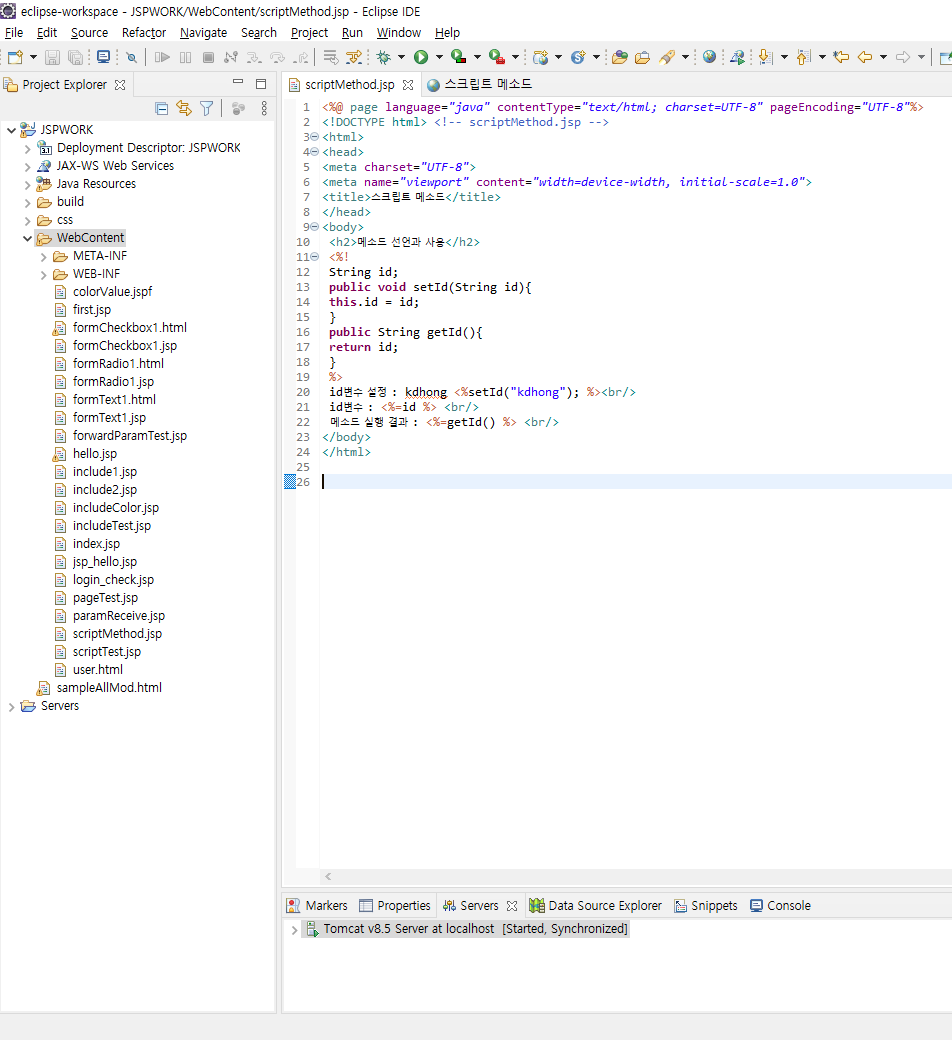 eclipse-workspace - JSPWORK/WebContent/scriptMethod.jsp - Eclipse IDE
File Edit Source Refactor Navigate Search Project Run Window Help
Project Explorer
JSPWORK
3.1 Deployment Descriptor: JSPWORK
JAX-WS Web Services
Java Resources
build
css
WebContent
META-INF
WEB-INF
colorValue.jspf
first.jsp
formCheckbox1.html
formCheckbox1.jsp
formRadio1.html
formRadio1.jsp
formText1.html
formText1.jsp
forwardParamTest.jsp
hello.jsp
include1.jsp
include2.jsp
includeColor.jsp
includeTest.jsp
index.jsp
jsp_hello.jsp
login_check.jsp
pageTest.jsp
paramReceive.jsp
scriptMethod.jsp
scriptTest.jsp
user.html
sampleAllMod.html
Servers
scriptMethod.jsp 스크립트 메소드
1 <%@ page language="java" contentType="text/html; charset=UTF-8" pageEncoding="UTF-8"%>
2 <!DOCTYPE html> <!-- scriptMethod.jsp -->
3 <html>
4 <head>
5 <meta charset="UTF-8">
6 <meta name="viewport" content="width=device-width, initial-scale=1.0">
7 <title>스크립트 메소드</title>
8 </head>
9 <body>
10 <h2>메소드 선언과 사용</h2>
11 <%!
12 String id;
13 public void setId(String id){
14 this.id = id;
15 }
16 public String getId(){
17 return id;
18 }
19 %>
20 id변수 설정 : kdhong <%setId("kdhong"); %><br/>
21 id변수 : <%=id %> <br/>
22 메소드 실행 결과 : <%=getId() %> <br/>
23 </body>
24 </html>
25
26
Markers Properties Servers Data Source Explorer Snippets Console
Tomcat v8.5 Server at localhost [Started, Synchronized]